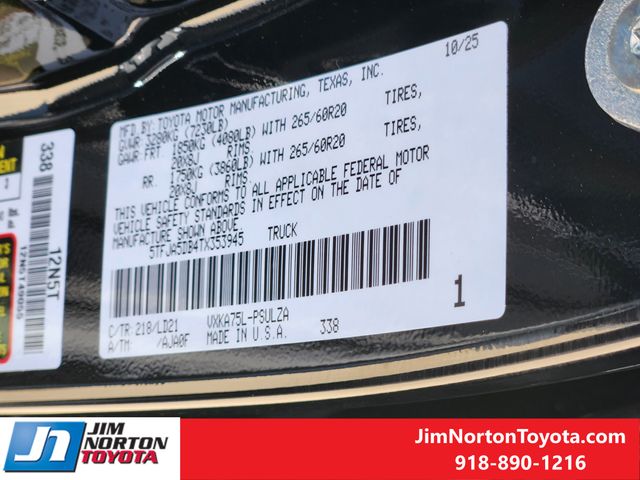 10/25
MFD BY: TOYOTA MOTOR MANUFACTURING, TEXAS, INC.
GVWR 3280KG (7230LB)
GAWR FRT. 1850KG (4080LB) WITH 265/60R20 TIRES,
20X8J RIMS
RR. 1750KG (3860LB) WITH 265/60R20 TIRES,
20X8J RIMS
THIS VEHICLE CONFORMS TO ALL APPLICABLE FEDERAL MOTOR
VEHICLE SAFETY STANDARDS IN EFFECT ON THE DATE OF
MANUFACTURE SHOWN ABOVE
5TFJA5DB4TX353945 TRUCK
C/TR 218/LD21 VXKA75L-PSULZA
A/TM /AJA0F MADE IN U.S.A. 338
1
338
12N5T
JN JIM
NORTON
TOYOTA
JimNortonToyota.com
918-890-1216